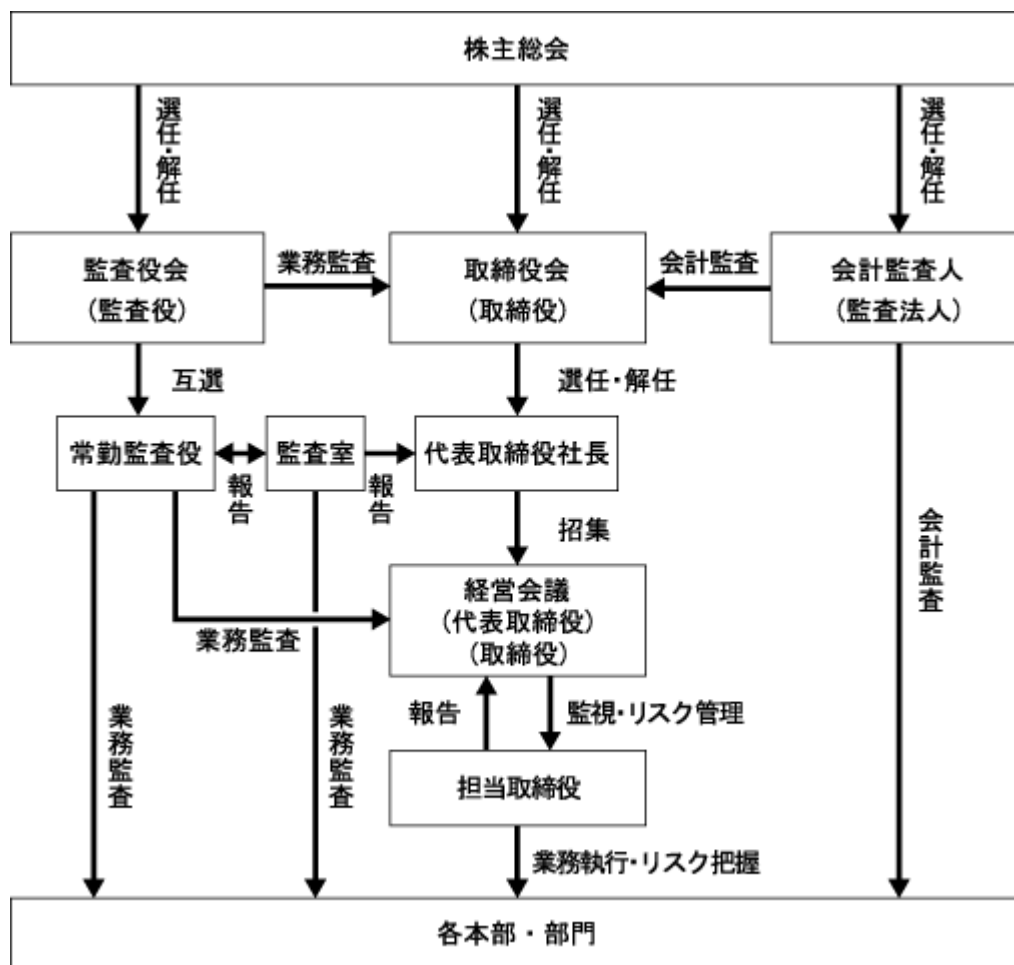 株主総会
選任・解任
選任・解任
選任・解任
監査役会
(監査役)
業務監査
取締役会
(取締役)
会計監査
会計監査人
(監査法人)
互選
選任・解任
常勤監査役
報告
監査室
報告
代表取締役社長
招集
会計監査
経営会議
(代表取締役)
(取締役)
業務監査
報告
監視・リスク管理
業務監査
業務監査
担当取締役
業務執行・リスク把握
各本部・部門